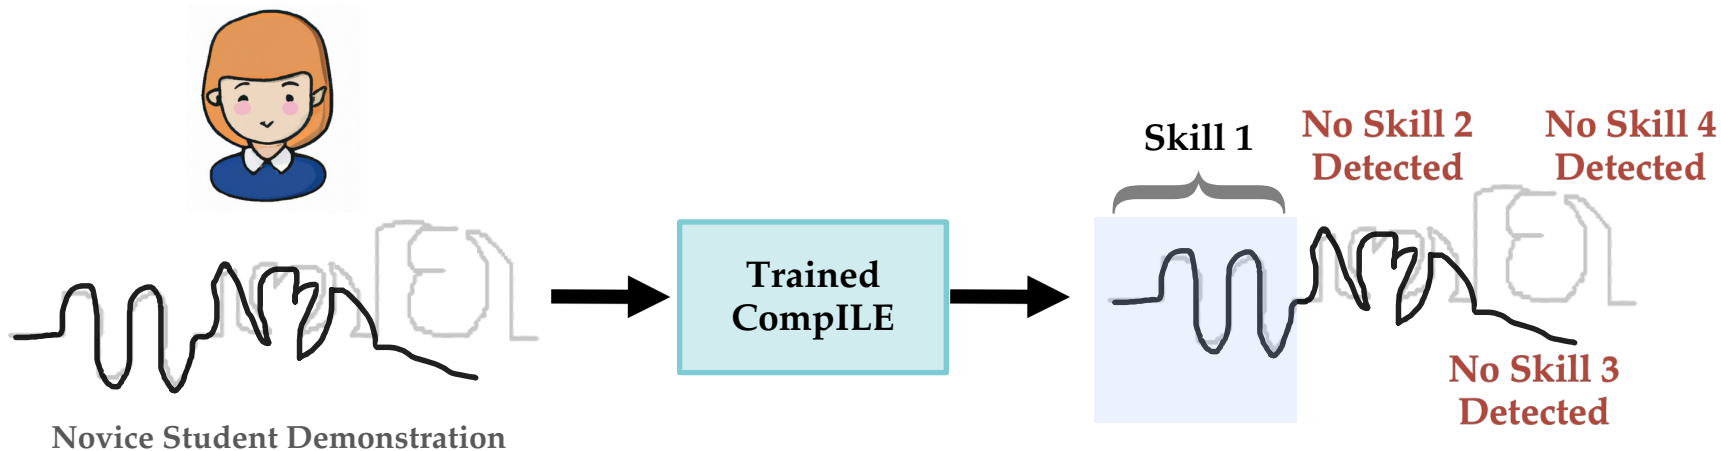 Novice Student Demonstration
Trained
CompILE
Skill 1
No Skill 2
Detected
No Skill 4
Detected
No Skill 3
Detected